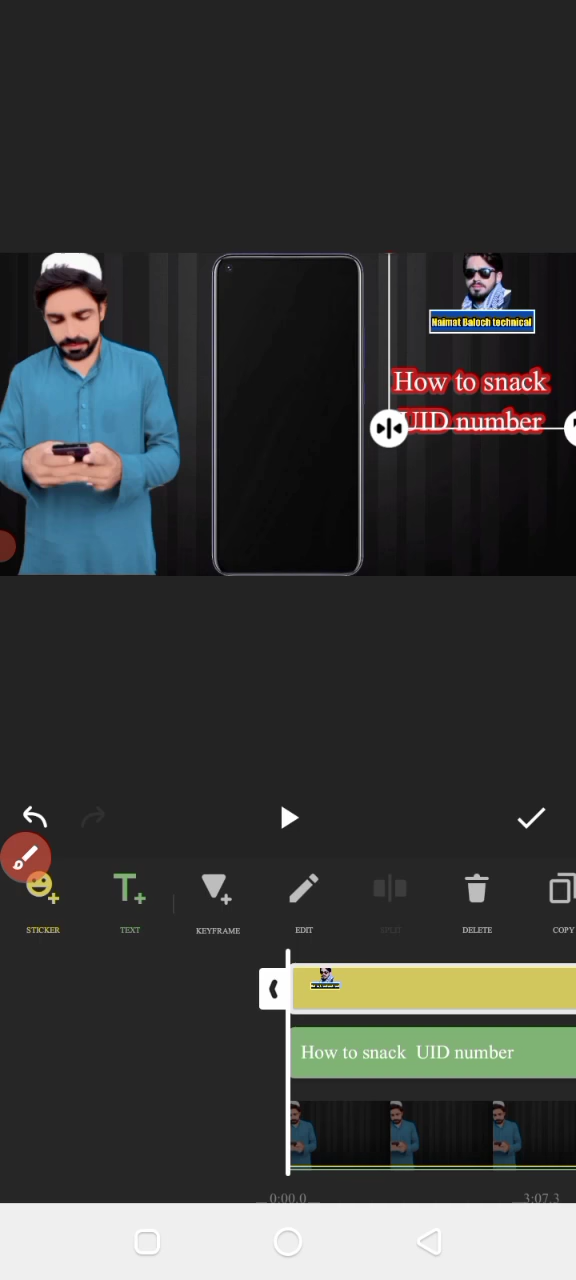 Naimat Baloch technical
How to snack
UID number
STICKER
TEXT
KEYFRAME
EDIT
SPLIT
DELETE
COPY
How to snack  UID number
0:00.0
3:07.3